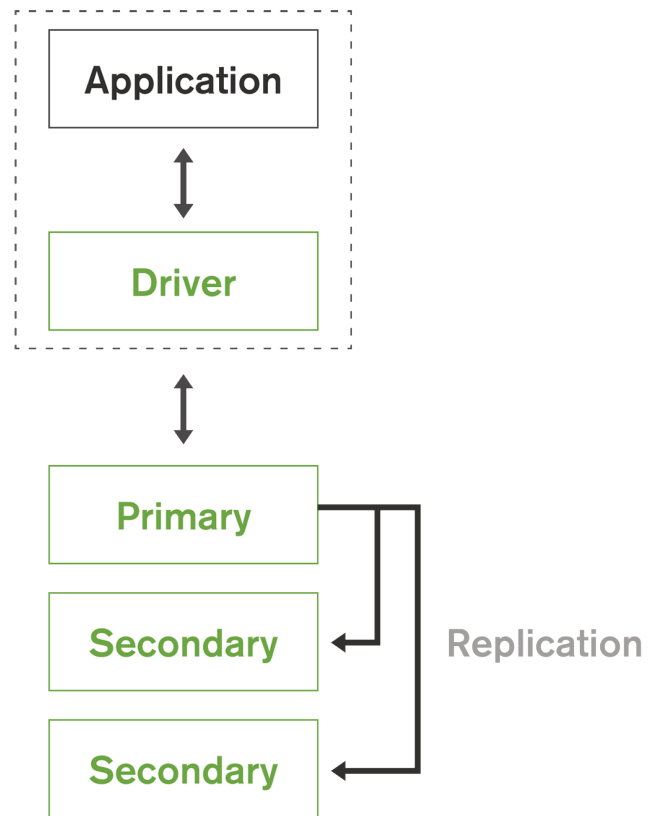 Application
Driver
Primary
Secondary
Replication
Secondary